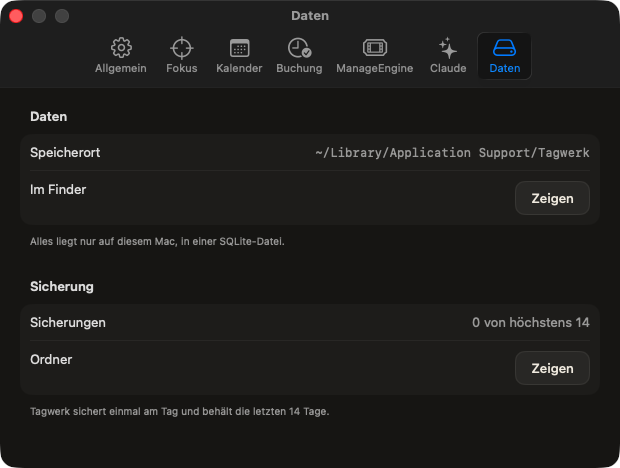 Daten
Allgemein Fokus Kalender Buchung ManageEngine Claude Daten
Daten
Speicherort ~/Library/Application Support/Tagwerk
Im Finder Zeigen
Alles liegt nur auf diesem Mac, in einer SQLite-Datei.
Sicherung
Sicherungen 0 von höchstens 14
Ordner Zeigen
Tagwerk sichert einmal am Tag und behält die letzten 14 Tage.